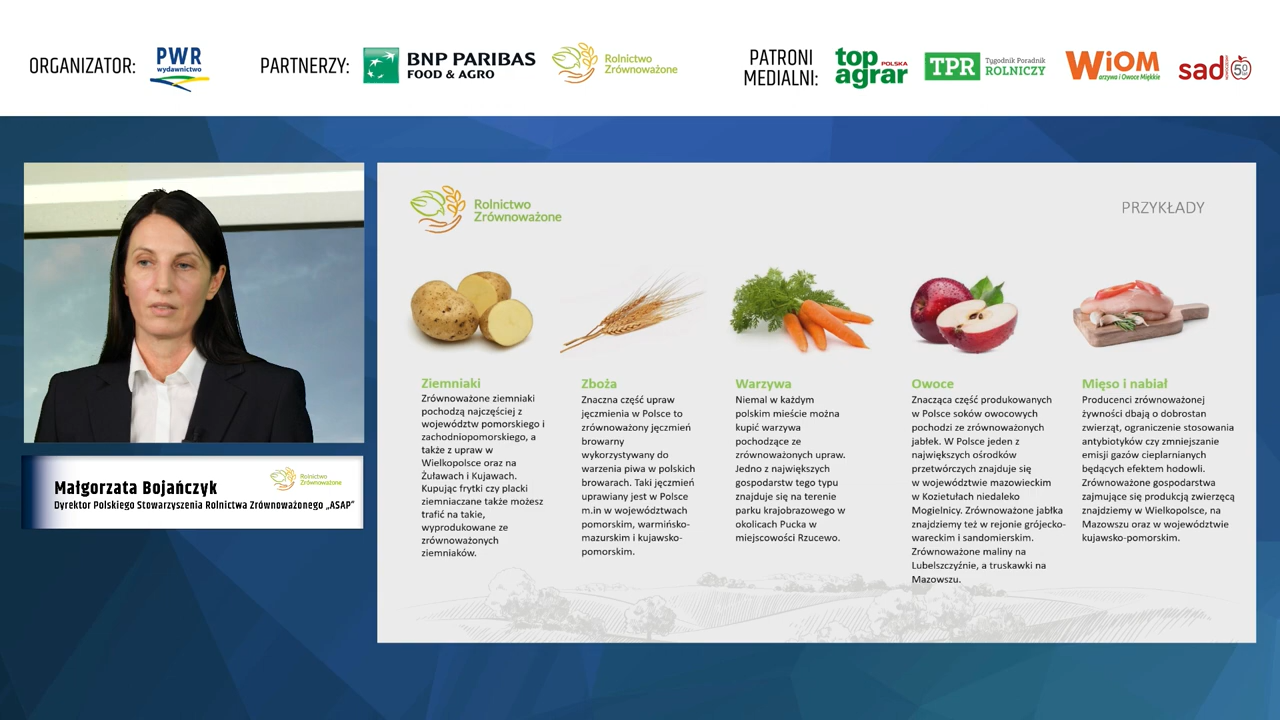 ORGANIZATOR:
PWR
wydawnictwo
PARTNERZY:
BNP PARIBAS
FOOD & AGRO
Rolnictwo
Zrównoważone
PATRONI
MEDIALNI:
top
agrar
POLSKA
TPR
Tygodnik Poradnik
ROLNICZY
WiOM
arzywa i Owoce Miękkie
sad
Małgorzata Bojańczyk
Dyrektor Polskiego Stowarzyszenia Rolnictwa Zrównoważonego „ASAP”
Rolnictwo
Zrównoważone
Rolnictwo
Zrównoważone
PRZYKŁADY
Ziemniaki
Zrównoważone ziemniaki
pochodzą najczęściej z
województw pomorskiego i
zachodniopomorskiego, a
także z upraw w
Wielkopolsce oraz na
Żuławach i Kujawach.
Kupując frytki czy placki
ziemniaczane także możesz
trafić na takie,
wyprodukowane ze
zrównoważonych
ziemniaków.
Zboża
Znaczna część upraw
jęczmienia w Polsce to
zrównoważony jęczmień
browarny
wykorzystywany do
warzenia piwa w polskich
browarach. Taki jęczmień
uprawiany jest w Polsce
m.in w województwach
pomorskim, warmińsko-
mazurskim i kujawsko-
pomorskim.
Warzywa
Niemal w każdym
polskim mieście można
kupić warzywa
pochodzące ze
zrównoważonych upraw.
Jedno z największych
gospodarstw tego typu
znajduje się na terenie
parku krajobrazowego w
okolicach Pucka w
miejscowości Rzucewo.
Owoce
Znacząca część produkowanych
w Polsce soków owocowych
pochodzi ze zrównoważonych
jabłek. W Polsce jeden z
największych ośrodków
przetwórczych znajduje się
w województwie mazowieckim
w Kozietułach niedaleko
Mogielnicy. Zrównoważone jabłka
znajdziemy też w rejonie grójecko-
wareckim i sandomierskim.
Zrównoważone maliny na
Lubelszczyźnie, a truskawki na
Mazowszu.
Mięso i nabiał
Producenci zrównoważonej
żywności dbają o dobrostan
zwierząt, ograniczenie stosowania
antybiotyków czy zmniejszanie
emisji gazów cieplarnianych
będących efektem hodowli.
Zrównoważone gospodarstwa
zajmujące się produkcją zwierzęcą
znajdziemy w Wielkopolsce, na
Mazowszu oraz w województwie
kujawsko-pomorskim.